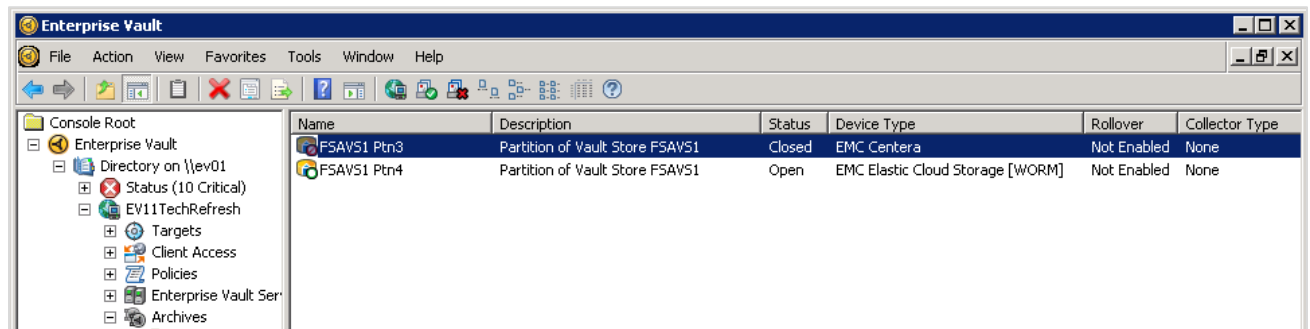 Enterprise Vault
File Action View Favorites Tools Window Help
Console Root
Enterprise Vault
Directory on \\ev01
Status (10 Critical)
EV11TechRefresh
Targets
Client Access
Policies
Enterprise Vault Ser
Archives
Name Description Status Device Type Rollover Collector Type
FSAVS1 Ptn3 Partition of Vault Store FSAVS1 Closed EMC Centera Not Enabled None
FSAVS1 Ptn4 Partition of Vault Store FSAVS1 Open EMC Elastic Cloud Storage [WORM] Not Enabled None